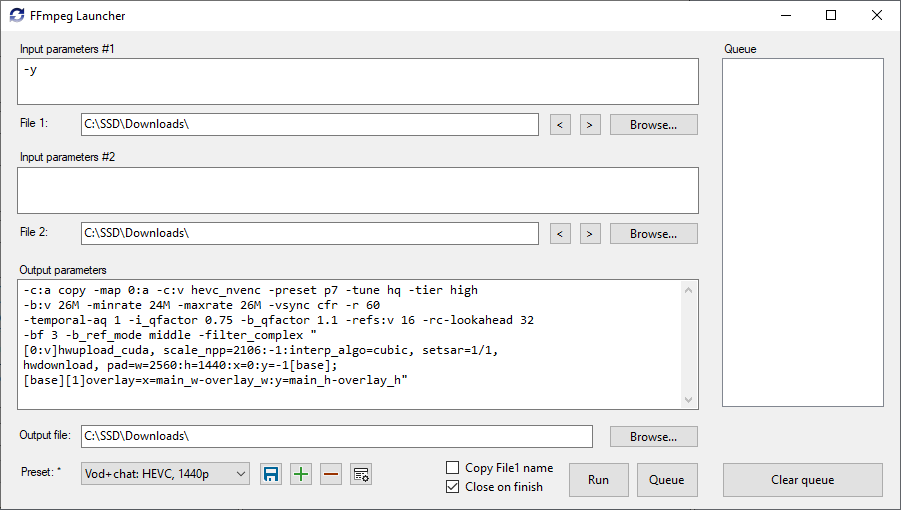 FFmpeg Launcher
Input parameters #1
Queue
-y
File 1:
C:\SSD\Downloads\
<
>
Browse...
Input parameters #2
File 2:
C:\SSD\Downloads\
<
>
Browse...
Output parameters
-c:a copy -map 0:a -c:v hevc_nvenc -preset p7 -tune hq -tier high
-b:v 26M -minrate 24M -maxrate 26M -vsync cfr -r 60
-temporal-aq 1 -i_qfactor 0.75 -b_qfactor 1.1 -refs:v 16 -rc-lookahead 32
-bf 3 -b_ref_mode middle -filter_complex "
[0:v]hwupload_cuda, scale_npp=2106:-1:interp_algo=cubic, setsar=1/1,
hwdownload, pad=w=2560:h=1440:x=0:y=-1[base];
[base][1]overlay=x=main_w-overlay_w:y=main_h-overlay_h"
Output file:
C:\SSD\Downloads\
Browse...
Preset: *
Vod+chat: HEVC, 1440p
Copy File1 name
Close on finish
Run
Queue
Clear queue